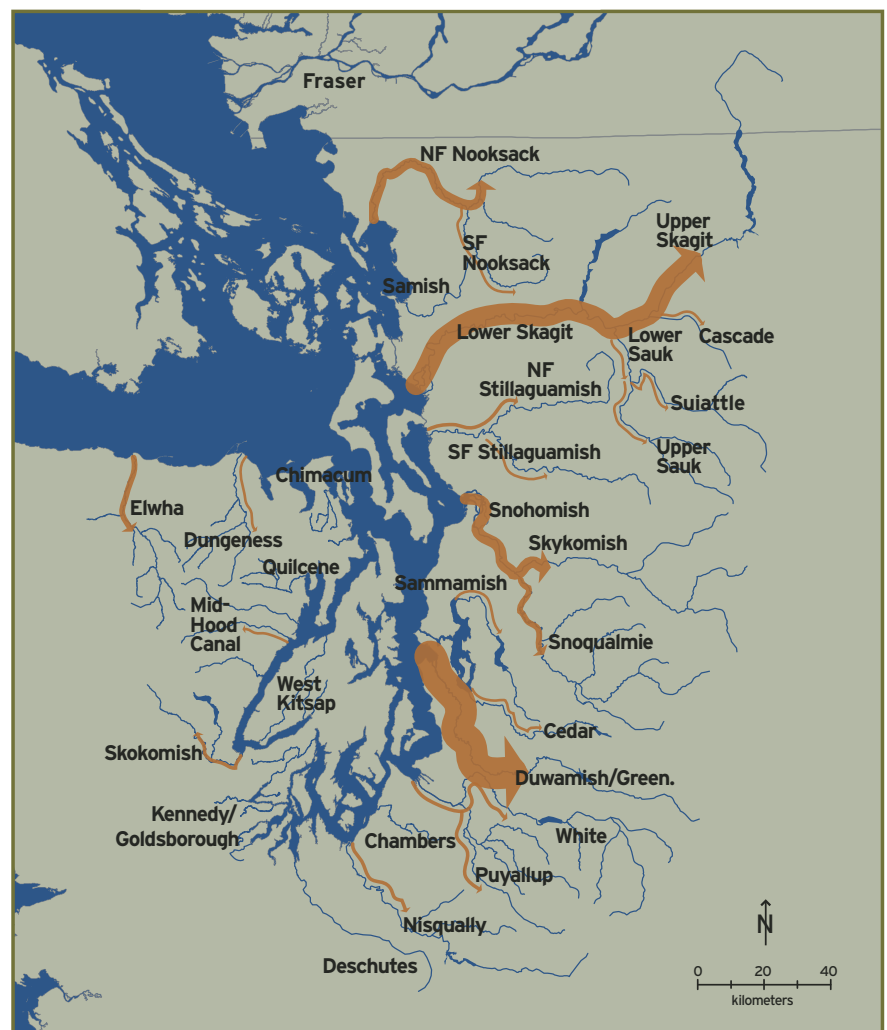 Fraser
NF Nooksack
Upper
Skagit
SF
Nooksack
Samish
Lower Skagit
Lower
Sauk
Cascade
NF
Stillaguamish
Suiattle
SF Stillaguamish
Upper
Sauk
Chimacum
Elwha
Snohomish
Dungeness
Skykomish
Quilcene
Sammamish
Mid-
Hood
Canal
Snoqualmie
West
Kitsap
Cedar
Skokomish
Duwamish/Green.
Kennedy/
Goldsborough
Chambers
White
Puyallup
Nisqually
N
Deschutes
0 20 40
kilometers